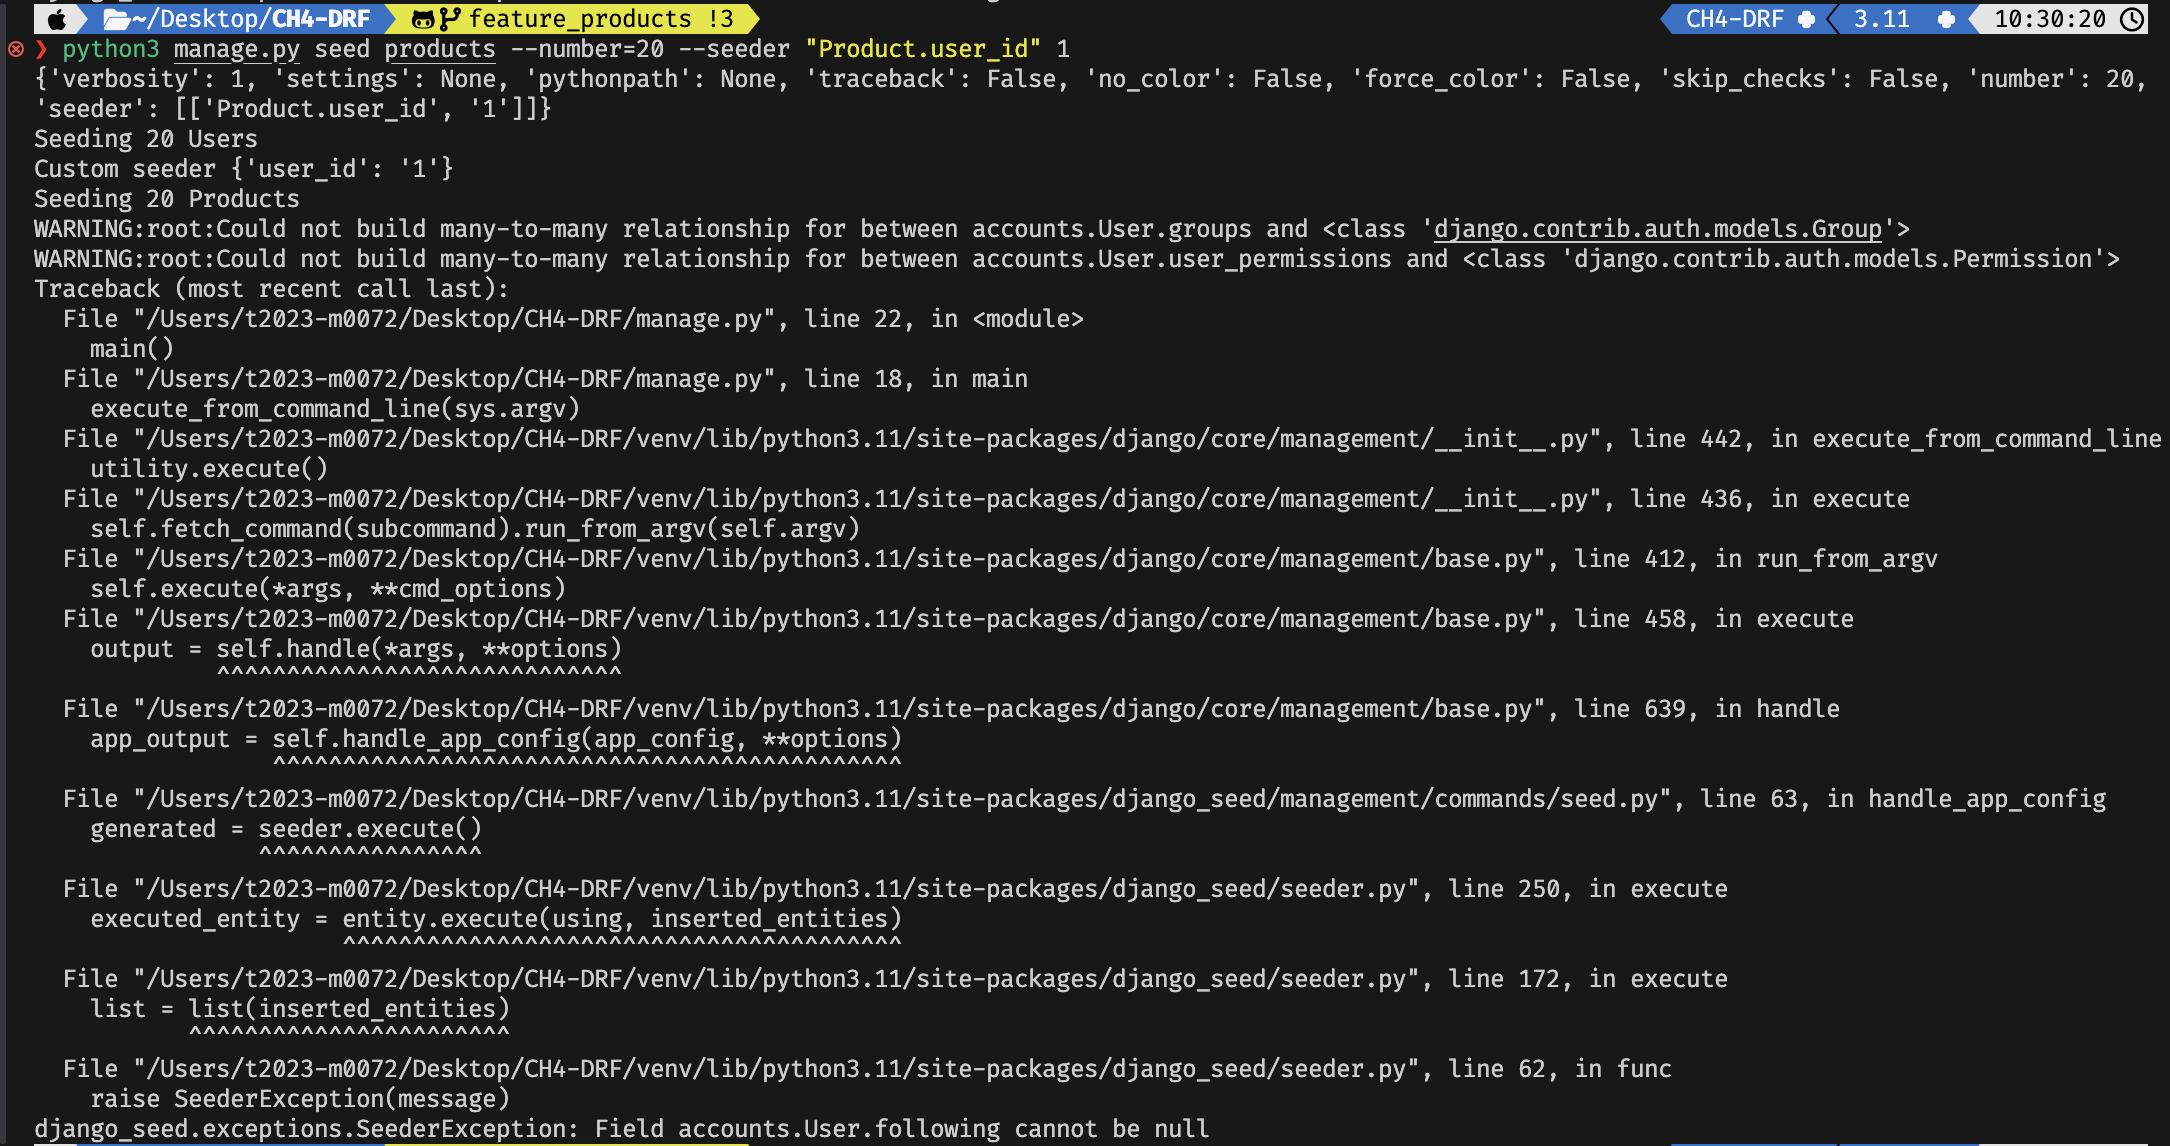 ~/Desktop/CH4-DRF feature_products !3 CH4-DRF 3.11 10:30:20
❯ python3 manage.py seed products --number=20 --seeder "Product.user_id" 1
{'verbosity': 1, 'settings': None, 'pythonpath': None, 'traceback': False, 'no_color': False, 'force_color': False, 'skip_checks': False, 'number': 20,
'seeder': [['Product.user_id', '1']]}
Seeding 20 Users
Custom seeder {'user_id': '1'}
Seeding 20 Products
WARNING:root:Could not build many-to-many relationship for between accounts.User.groups and <class 'django.contrib.auth.models.Group'>
WARNING:root:Could not build many-to-many relationship for between accounts.User.user_permissions and <class 'django.contrib.auth.models.Permission'>
Traceback (most recent call last):
  File "/Users/t2023-m0072/Desktop/CH4-DRF/manage.py", line 22, in <module>
    main()
  File "/Users/t2023-m0072/Desktop/CH4-DRF/manage.py", line 18, in main
    execute_from_command_line(sys.argv)
  File "/Users/t2023-m0072/Desktop/CH4-DRF/venv/lib/python3.11/site-packages/django/core/management/__init__.py", line 442, in execute_from_command_line
    utility.execute()
  File "/Users/t2023-m0072/Desktop/CH4-DRF/venv/lib/python3.11/site-packages/django/core/management/__init__.py", line 436, in execute
    self.fetch_command(subcommand).run_from_argv(self.argv)
  File "/Users/t2023-m0072/Desktop/CH4-DRF/venv/lib/python3.11/site-packages/django/core/management/base.py", line 412, in run_from_argv
    self.execute(*args, **cmd_options)
  File "/Users/t2023-m0072/Desktop/CH4-DRF/venv/lib/python3.11/site-packages/django/core/management/base.py", line 458, in execute
    output = self.handle(*args, **options)
             ^^^^^^^^^^^^^^^^^^^^^^^^^^^^^
  File "/Users/t2023-m0072/Desktop/CH4-DRF/venv/lib/python3.11/site-packages/django/core/management/base.py", line 639, in handle
    app_output = self.handle_app_config(app_config, **options)
                 ^^^^^^^^^^^^^^^^^^^^^^^^^^^^^^^^^^^^^^^^^^^^^
  File "/Users/t2023-m0072/Desktop/CH4-DRF/venv/lib/python3.11/site-packages/django_seed/management/commands/seed.py", line 63, in handle_app_config
    generated = seeder.execute()
                ^^^^^^^^^^^^^^^^
  File "/Users/t2023-m0072/Desktop/CH4-DRF/venv/lib/python3.11/site-packages/django_seed/seeder.py", line 250, in execute
    executed_entity = entity.execute(using, inserted_entities)
                      ^^^^^^^^^^^^^^^^^^^^^^^^^^^^^^^^^^^^^^^^
  File "/Users/t2023-m0072/Desktop/CH4-DRF/venv/lib/python3.11/site-packages/django_seed/seeder.py", line 172, in execute
    list = list(inserted_entities)
           ^^^^^^^^^^^^^^^^^^^^^^^
  File "/Users/t2023-m0072/Desktop/CH4-DRF/venv/lib/python3.11/site-packages/django_seed/seeder.py", line 62, in func
    raise SeederException(message)
django_seed.exceptions.SeederException: Field accounts.User.following cannot be null